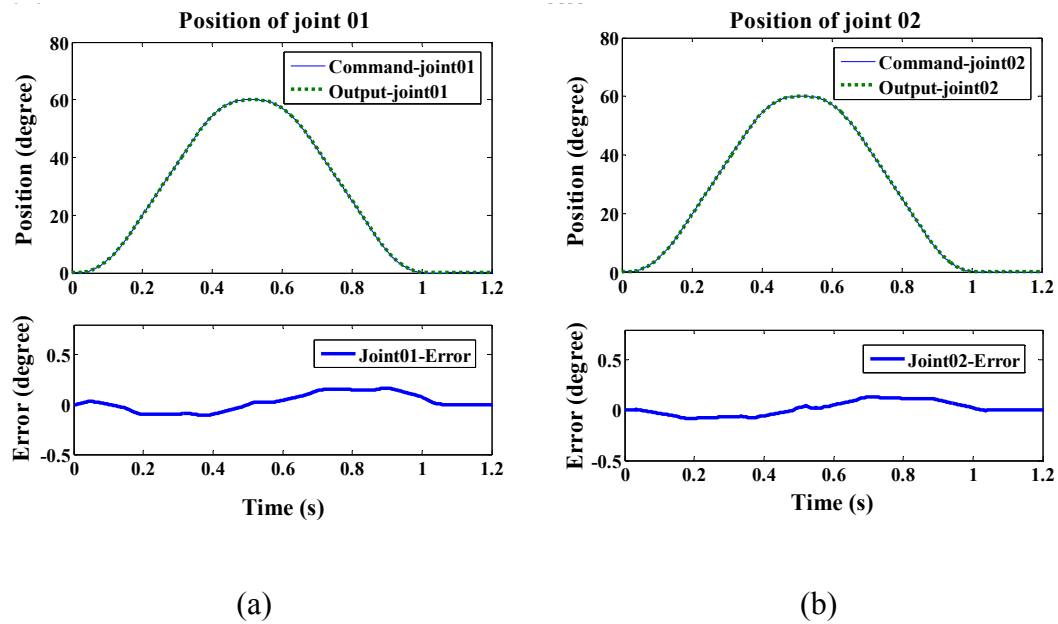 Position of joint 01
80
60
40
20
0
Position (degree)
Command-joint01
Output-joint01
0 0.2 0.4 0.6 0.8 1 1.2
0.5
0
-0.5
Error (degree)
Joint01-Error
0 0.2 0.4 0.6 0.8 1 1.2
Time (s)
(a)
Position of joint 02
80
60
40
20
0
Position (degree)
Command-joint02
Output-joint02
0 0.2 0.4 0.6 0.8 1 1.2
0.5
0
-0.5
Error (degree)
Joint02-Error
0 0.2 0.4 0.6 0.8 1 1.2
Time (s)
(b)